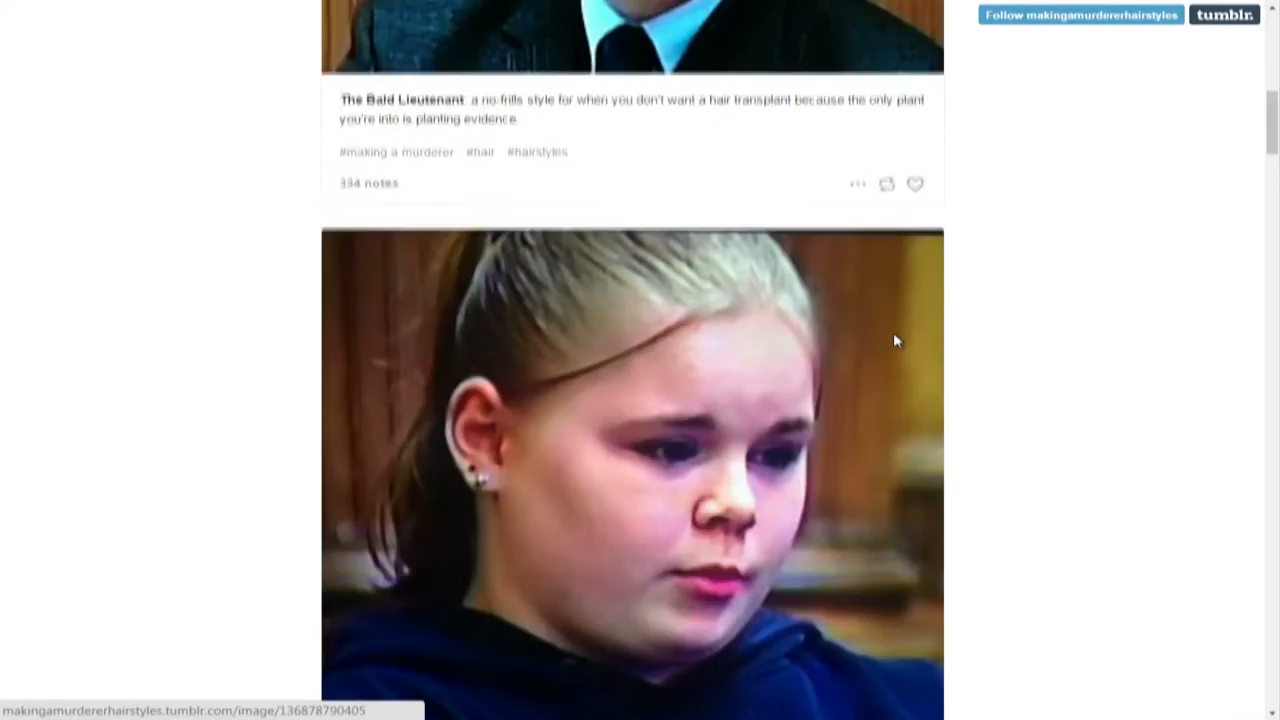 Follow makingamurdererhairstyles
tumblr.
The Bald Lieutenant: a no-frills style for when you don't want a hair transplant because the only plant
you're into is planting evidence
#making a murderer #hair #hairstyles
394 notes
makingamurdererhairstyles.tumblr.com/image/136878790405